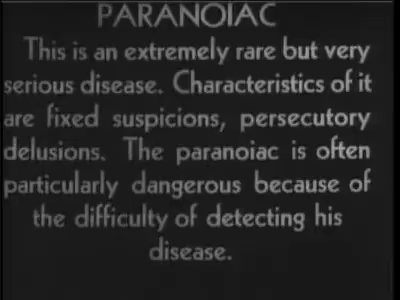 PARANOIAC
This is an extremely rare but very
serious disease. Characteristics of it
are fixed suspicions, persecutory
delusions. The paranoiac is often
particularly dangerous because of
the difficulty of detecting his
disease.